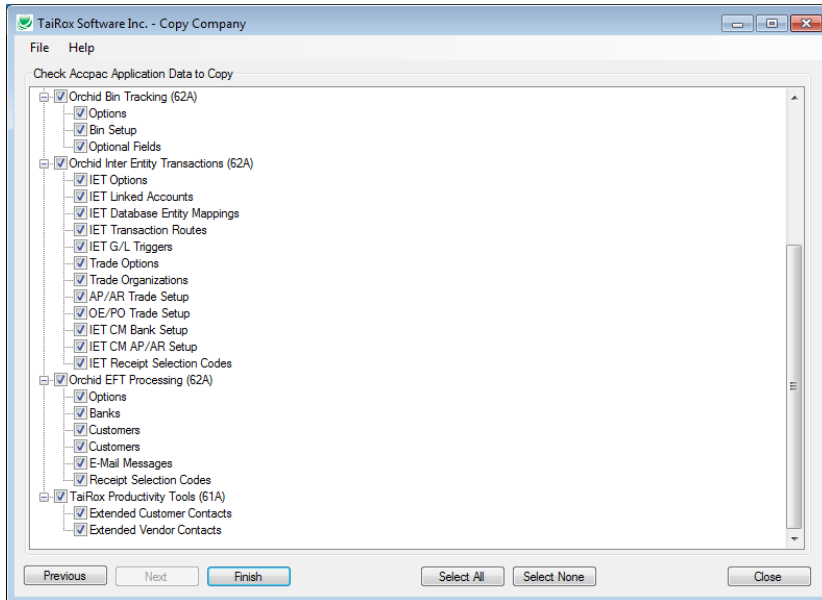 TaiRox Software Inc. - Copy Company
File Help
Check Accpac Application Data to Copy
Orchid Bin Tracking (62A)
Options
Bin Setup
Optional Fields
Orchid Inter Entity Transactions (62A)
IET Options
IET Linked Accounts
IET Database Entity Mappings
IET Transaction Routes
IET G/L Triggers
Trade Options
Trade Organizations
AP/AR Trade Setup
OE/PO Trade Setup
IET CM Bank Setup
IET CM AP/AR Setup
IET Receipt Selection Codes
Orchid EFT Processing (62A)
Options
Banks
Customers
Customers
E-Mail Messages
Receipt Selection Codes
TaiRox Productivity Tools (61A)
Extended Customer Contacts
Extended Vendor Contacts
Previous Next Finish Select All Select None Close